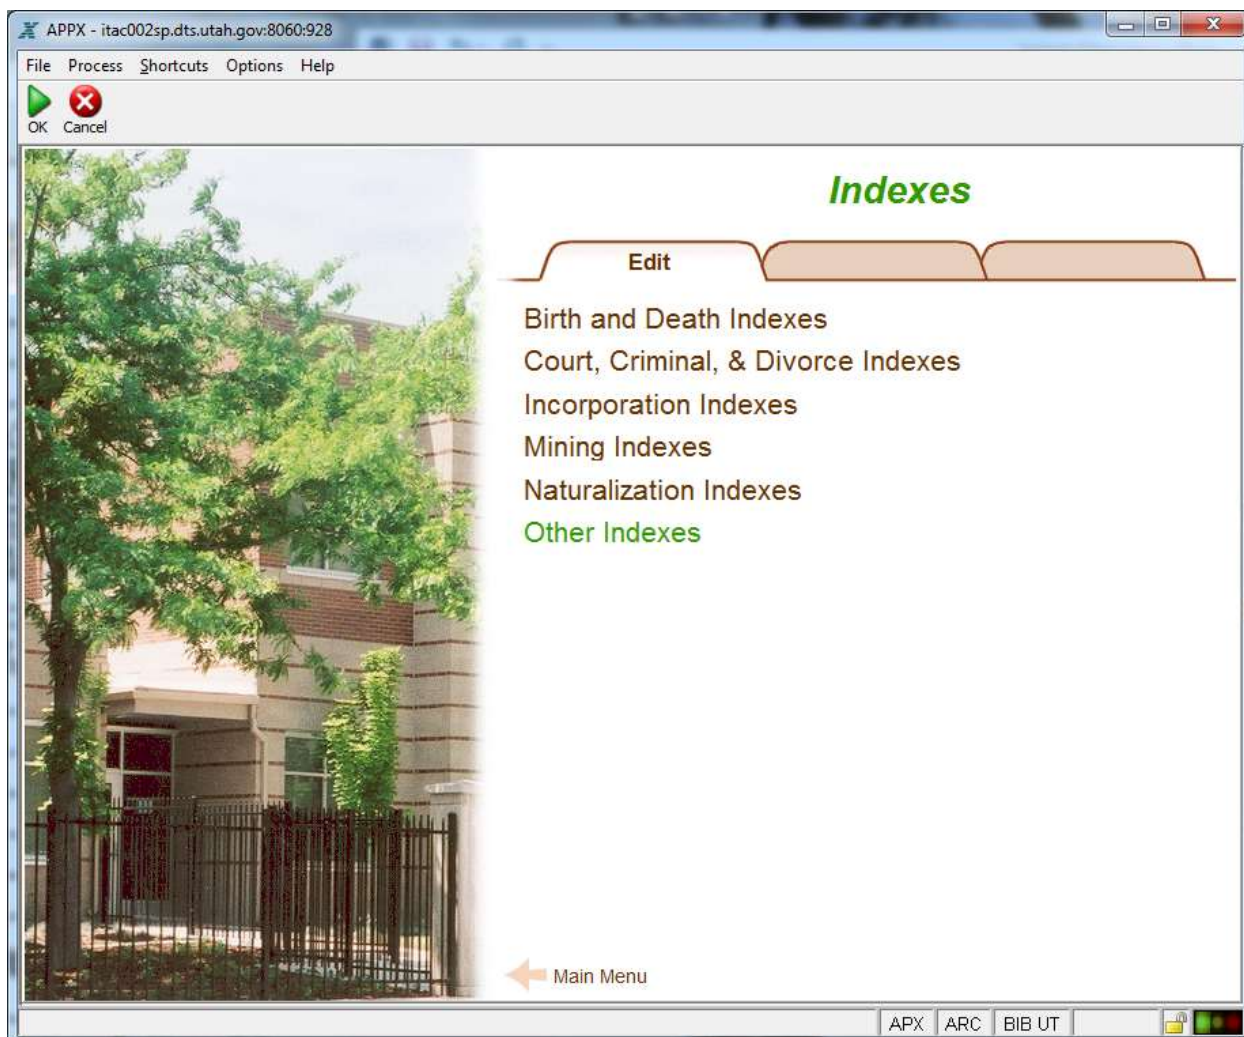 APPX - itac002sp.dts.utah.gov:8060:928
File Process Shortcuts Options Help
OK Cancel
Indexes
Edit
Birth and Death Indexes
Court, Criminal, & Divorce Indexes
Incorporation Indexes
Mining Indexes
Naturalization Indexes
Other Indexes
Main Menu
APX ARC BIB UT